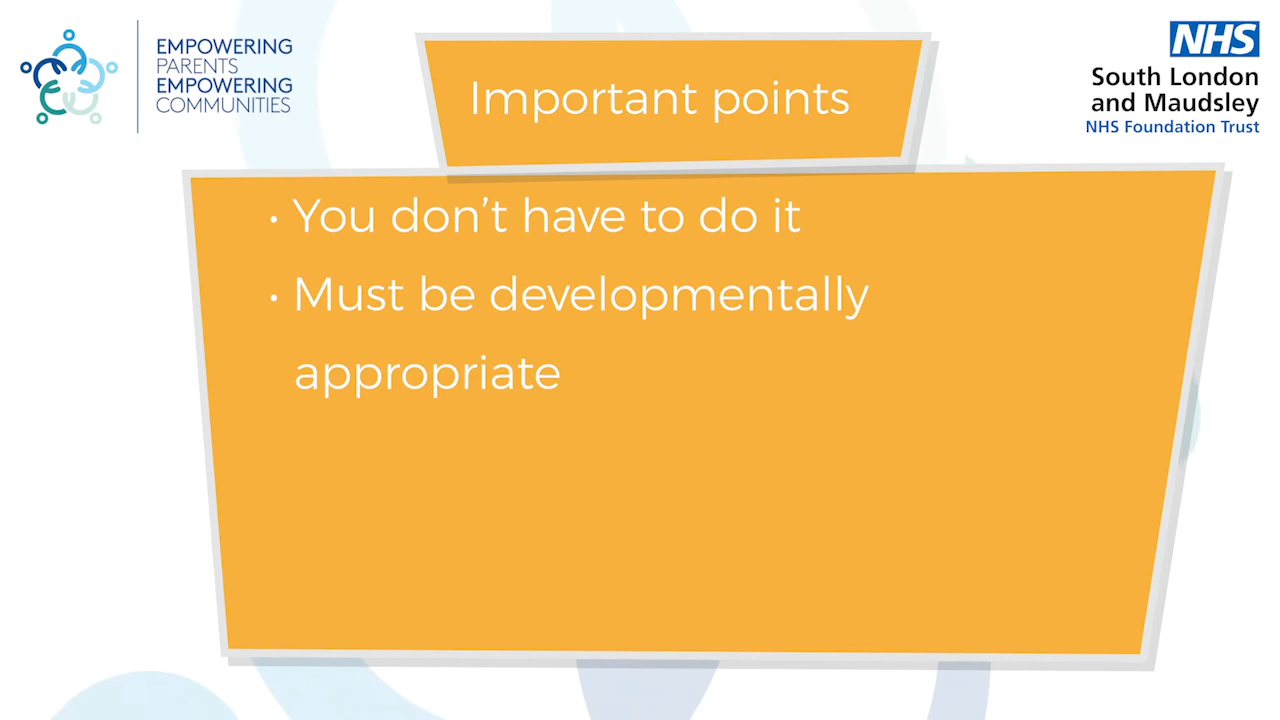 EMPOWERING
PARENTS
EMPOWERING
COMMUNITIES
Important points
NHS
South London
and Maudsley
NHS Foundation Trust
• You don’t have to do it
• Must be developmentally
appropriate